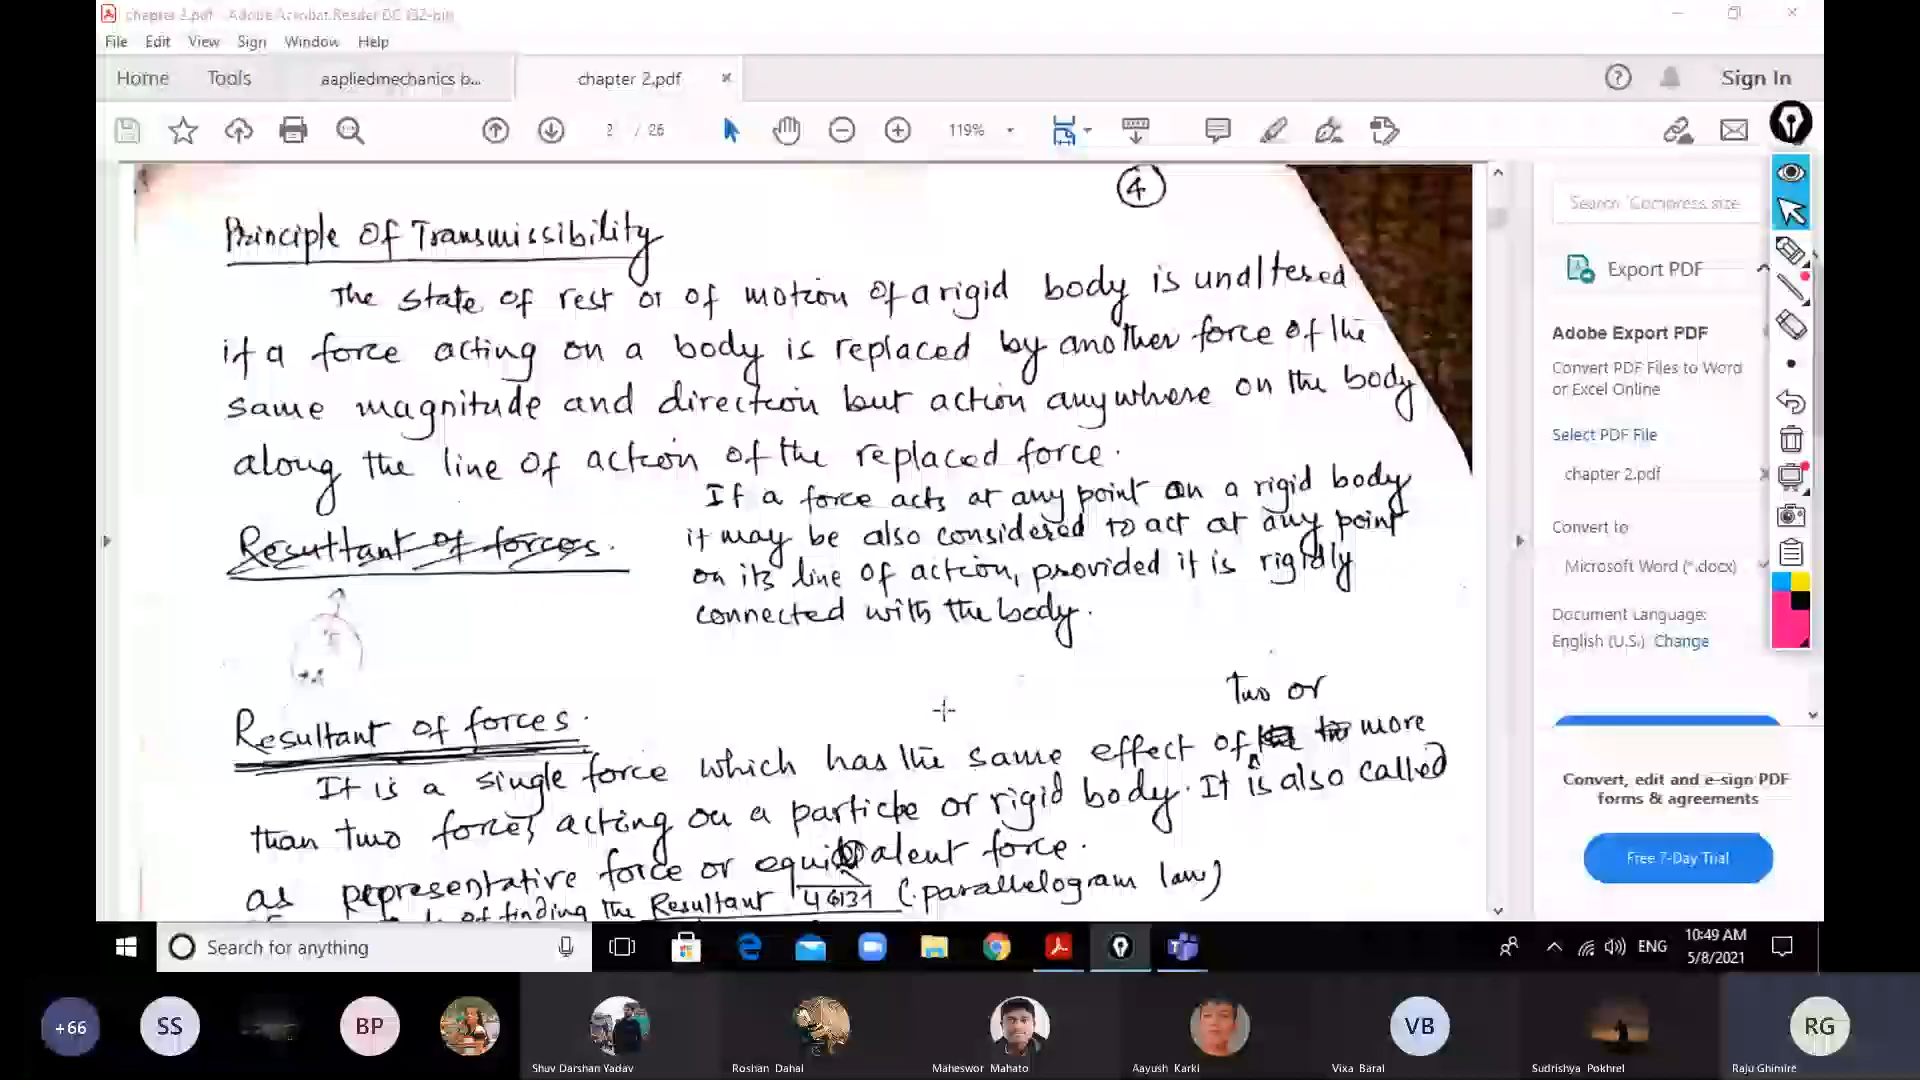 chapter 2.pdf - Adobe Acrobat Reader DC (32-bit)
File Edit View Sign Window Help
Home Tools aapliedmechanics b... chapter 2.pdf × Sign In
2 / 26 119%
4
Principle Of Transmissibility
The state of rest or of motion of a rigid body is unaltered
if a force acting on a body is replaced by another force of the
same magnitude and direction but action anywhere on the body
along the line of action of the replaced force.
If a force acts at any point on a rigid body
it may be also considered to act at any point
on its line of action, provided it is rigidly
connected with the body.
Resultant of forces.
Resultant of forces.
two or
It is a single force which has the same effect of more
than two forces acting on a particle or rigid body. It is also called
as representative force or equivalent force.
of finding the Resultant (parallelogram law)
Search 'Compress size
Export PDF
Adobe Export PDF
Convert PDF Files to Word
or Excel Online
Select PDF File
chapter 2.pdf ×
Convert to
Microsoft Word (*.docx)
Document Language:
English (U.S.) Change
Convert, edit and e-sign PDF
forms & agreements
Free 7-Day Trial
Search for anything
ENG
10:49 AM
5/8/2021
+66 SS BP VB RG
Shuv Darshan Yadav Roshan Dahal Maheswor Mahato Aayush Karki Vixa Baral Sudrishya Pokhrel Raju Ghimire